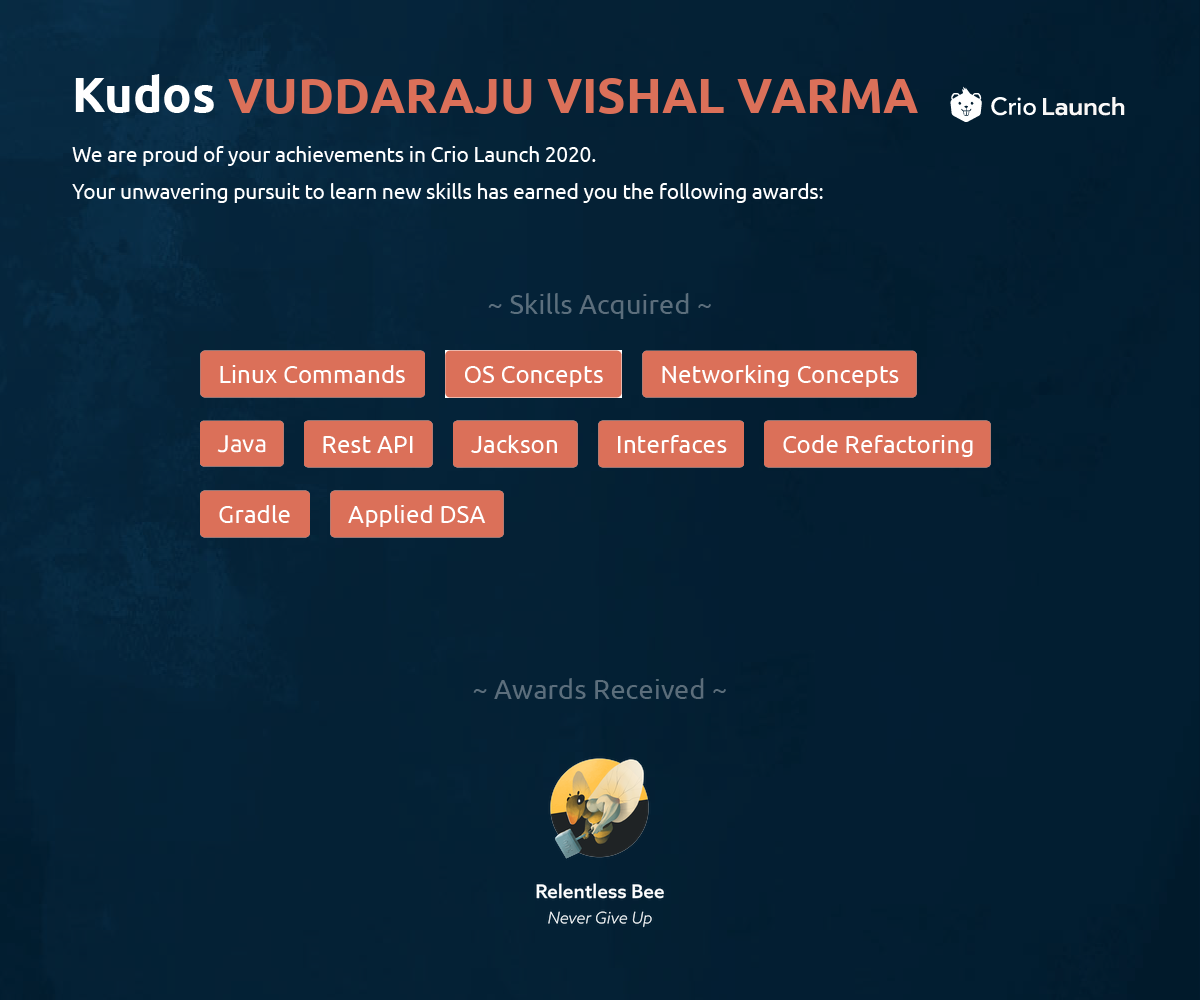 Kudos VUDDARAJU VISHAL VARMA
Crio Launch
We are proud of your achievements in Crio Launch 2020.
Your unwavering pursuit to learn new skills has earned you the following awards:
~ Skills Acquired ~
Linux Commands OS Concepts Networking Concepts
Java Rest API Jackson Interfaces Code Refactoring
Gradle Applied DSA
~ Awards Received ~
Relentless Bee
Never Give Up